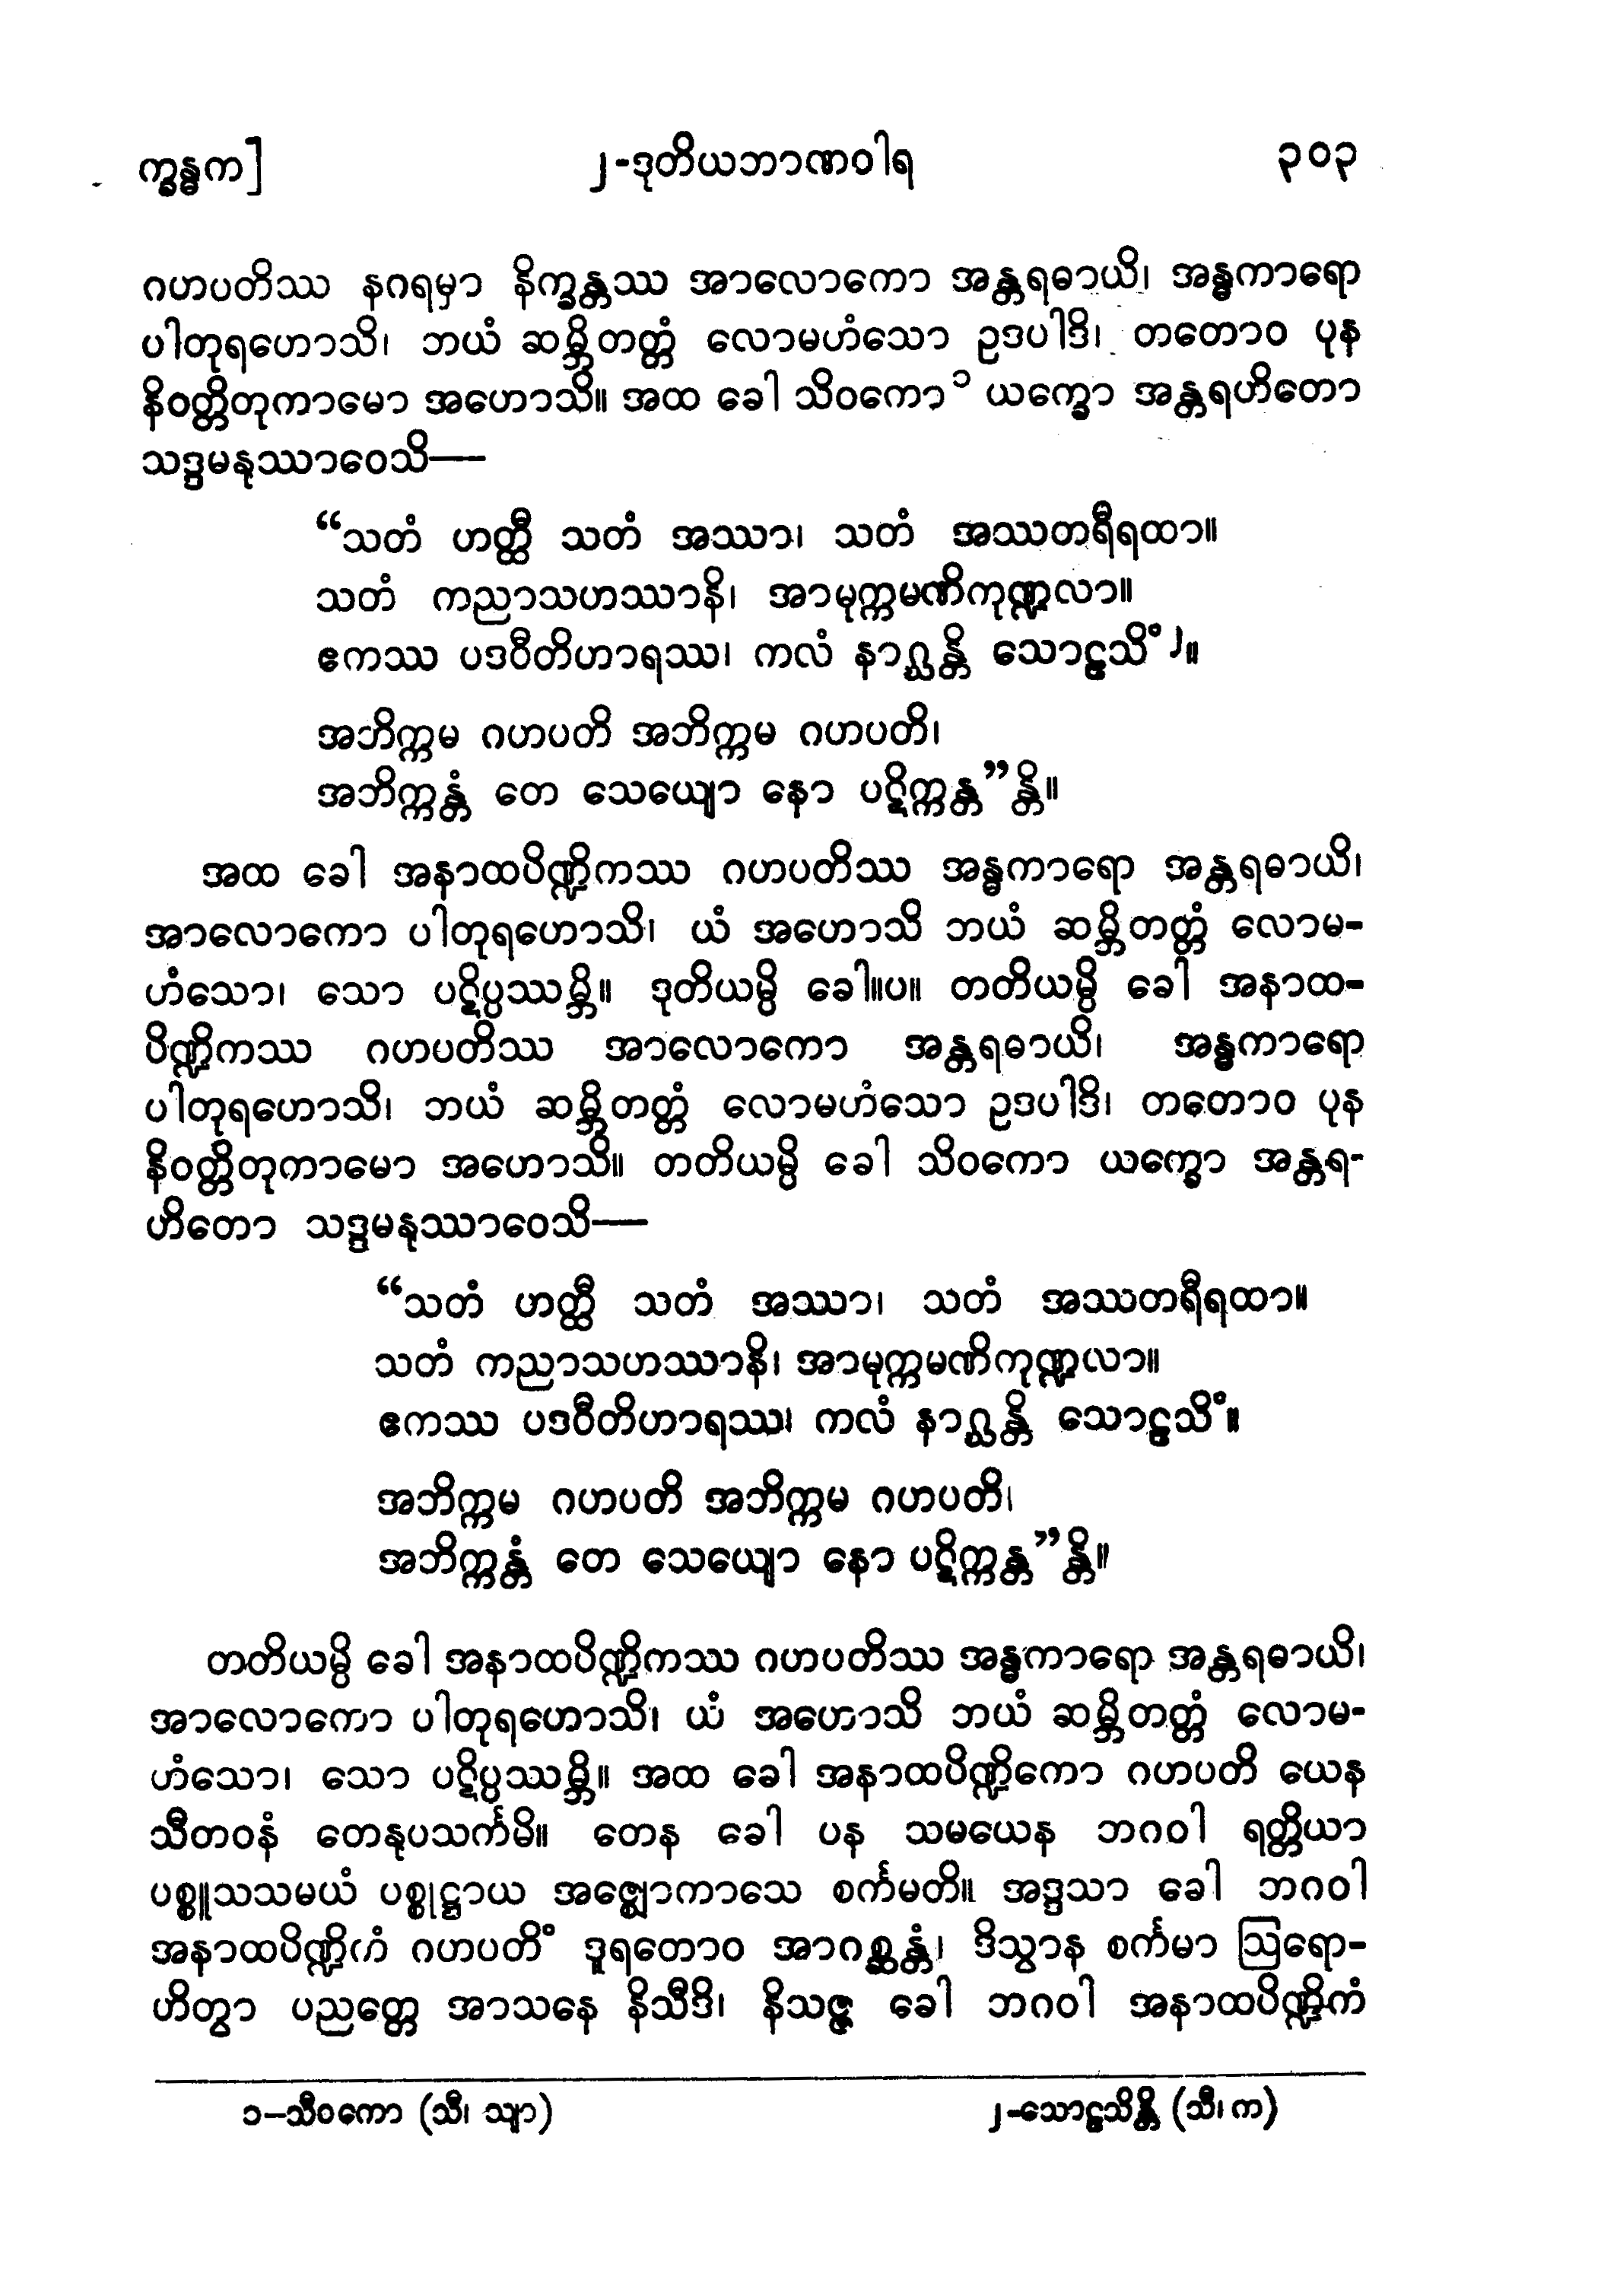 က္ခန္ဓက]
၂-ဒုတိယဘာဏဝါရ
၃၀၃
ဂဟပတိဿ နဂရမှာ နိက္ခန္တဿ အာလောကော အန္တရဓာယိ၊ အန္ဓကာရော
ပါတုရဟောသိ၊ ဘယံ ဆမ္ဘိတတ္တံ လောမဟံသော ဥဒပါဒိ၊ တတောဝ ပုန
နိဝတ္တိတုကာမော အဟောသိ။ အထ ခေါ သိဝကော၁ ယက္ခော အန္တရဟိတော
သဒ္ဒမနုဿာဝေသိ—
“သတံ ဟတ္ထီ သတံ အဿာ၊ သတံ အဿတရီရထာ။
သတံ ကညာသဟဿာနိ၊ အာမုက္ကမဏိကုဏ္ဍလာ။
ဧကဿ ပဒဝီတိဟာရဿ၊ ကလံ နာဂ္ဃန္တိ သောဠသိံ၂။
အဘိက္ကမ ဂဟပတိ အဘိက္ကမ ဂဟပတိ၊
အဘိက္ကန္တံ တေ သေယျော နော ပဋိက္ကန္တ”န္တိ။
အထ ခေါ အနာထပိဏ္ဍိကဿ ဂဟပတိဿ အန္ဓကာရော အန္တရဓာယိ၊
အာလောကော ပါတုရဟောသိ၊ ယံ အဟောသိ ဘယံ ဆမ္ဘိတတ္တံ လောမ-
ဟံသော၊ သော ပဋိပ္ပဿမ္ဘိ။ ဒုတိယမ္ပိ ခေါ။ပ။ တတိယမ္ပိ ခေါ အနာထ-
ပိဏ္ဍိကဿ ဂဟပတိဿ အာလောကော အန္တရဓာယိ၊ အန္ဓကာရော
ပါတုရဟောသိ၊ ဘယံ ဆမ္ဘိတတ္တံ လောမဟံသော ဥဒပါဒိ၊ တတောဝ ပုန
နိဝတ္တိတုကာမော အဟောသိ။ တတိယမ္ပိ ခေါ သိဝကော ယက္ခော အန္တရ-
ဟိတော သဒ္ဒမနုဿာဝေသိ—
“သတံ ဟတ္ထီ သတံ အဿာ၊ သတံ အဿတရီရထာ။
သတံ ကညာသဟဿာနိ၊ အာမုက္ကမဏိကုဏ္ဍလာ။
ဧကဿ ပဒဝီတိဟာရဿ၊ ကလံ နာဂ္ဃန္တိ သောဠသိံ။
အဘိက္ကမ ဂဟပတိ အဘိက္ကမ ဂဟပတိ၊
အဘိက္ကန္တံ တေ သေယျော နော ပဋိက္ကန္တ”န္တိ။
တတိယမ္ပိ ခေါ အနာထပိဏ္ဍိကဿ ဂဟပတိဿ အန္ဓကာရော အန္တရဓာယိ၊
အာလောကော ပါတုရဟောသိ၊ ယံ အဟောသိ ဘယံ ဆမ္ဘိတတ္တံ လောမ-
ဟံသော၊ သော ပဋိပ္ပဿမ္ဘိ။ အထ ခေါ အနာထပိဏ္ဍိကော ဂဟပတိ ယေန
သီတဝနံ တေနုပသင်္ကမိ။ တေန ခေါ ပန သမယေန ဘဂဝါ ရတ္တိယာ
ပစ္စူသသမယံ ပစ္စုဋ္ဌာယ အဇ္ဈောကာသေ စင်္ကမတိ။ အဒ္ဒသာ ခေါ ဘဂဝါ
အနာထပိဏ္ဍိကံ ဂဟပတိံ ဒူရတောဝ အာဂစ္ဆန္တံ၊ ဒိသွာန စင်္ကမာ ဩရော-
ဟိတွာ ပညတ္တေ အာသနေ နိသီဒိ၊ နိသဇ္ဇ ခေါ ဘဂဝါ အနာထပိဏ္ဍိကံ
၁–သီဝကော (သီ၊ သျာ)
၂-သောဠသိန္တိ (သီ၊ က)